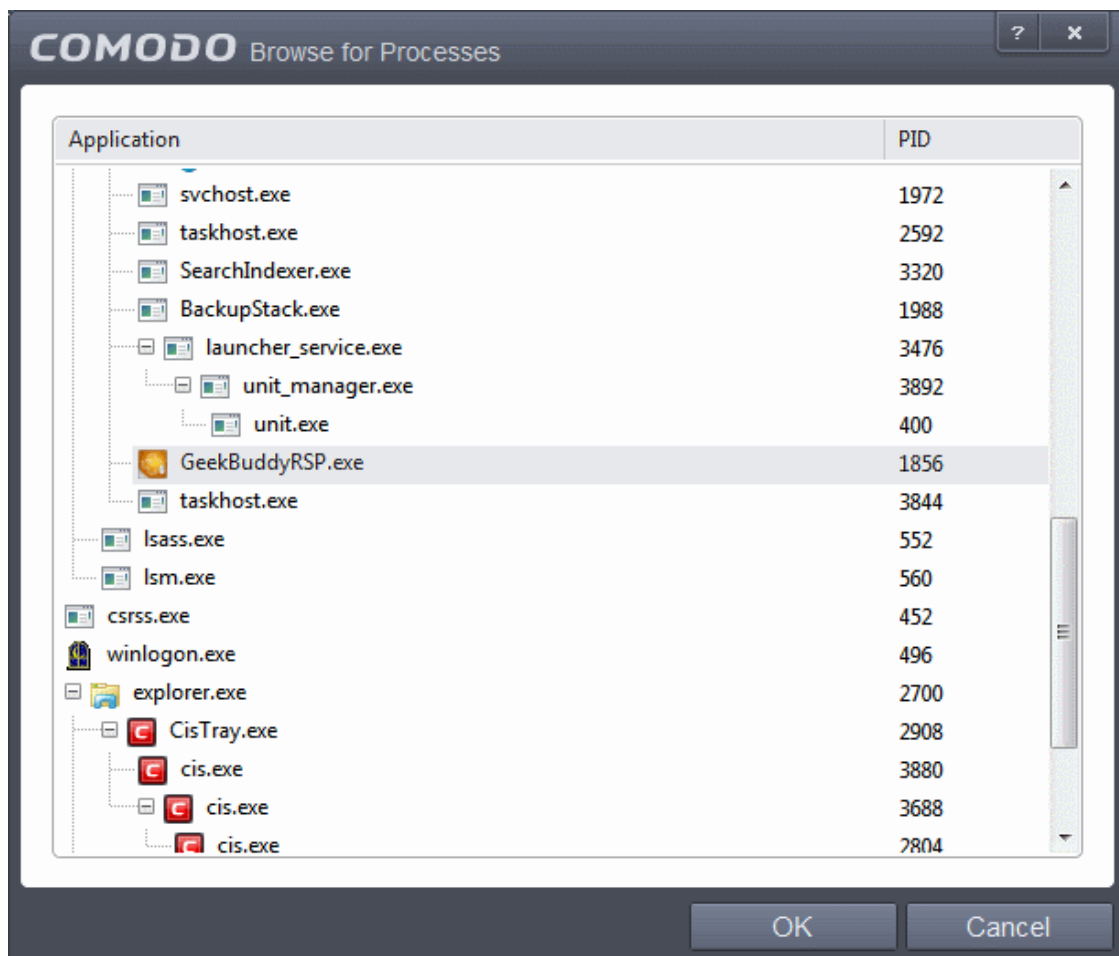 COMODO Browse for Processes ? x
Application PID
svchost.exe 1972
taskhost.exe 2592
SearchIndexer.exe 3320
BackupStack.exe 1988
launcher_service.exe 3476
unit_manager.exe 3892
unit.exe 400
GeekBuddyRSP.exe 1856
taskhost.exe 3844
lsass.exe 552
lsm.exe 560
csrss.exe 452
winlogon.exe 496
explorer.exe 2700
CisTray.exe 2908
cis.exe 3880
cis.exe 3688
cis.exe 2804
OK Cancel